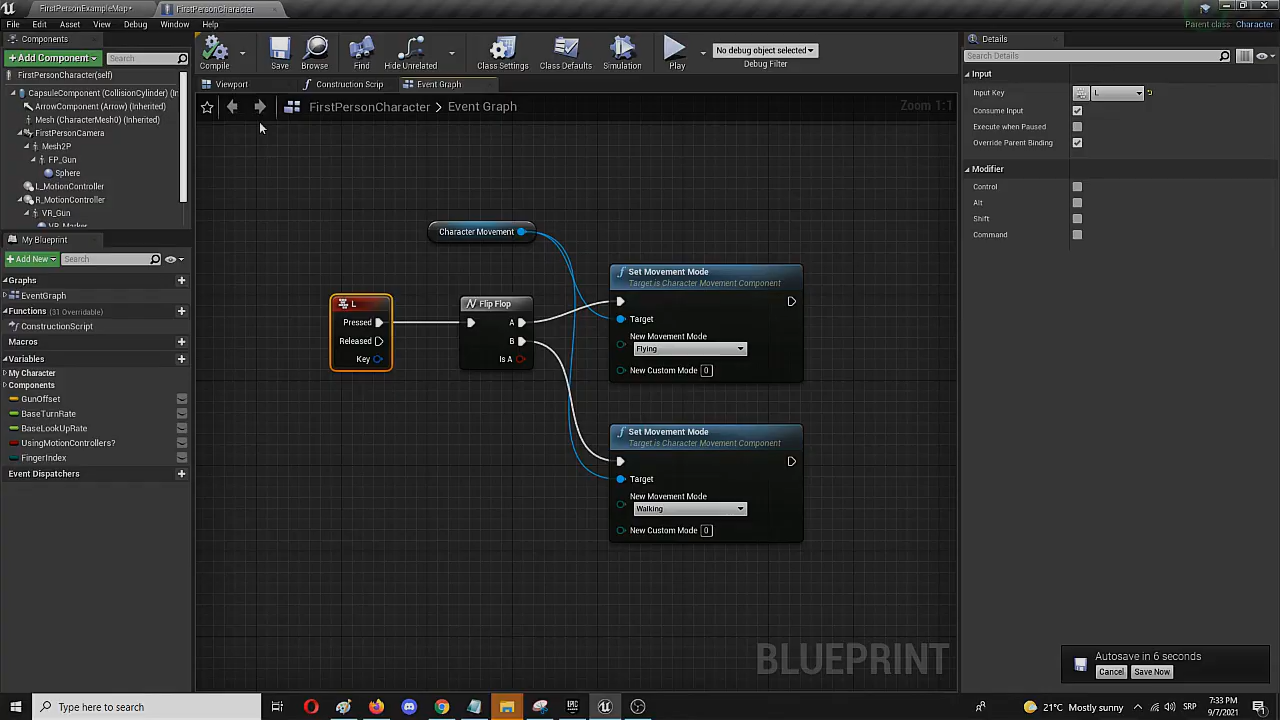 FirstPersonExampleMap*
FirstPersonCharacter
File Edit Asset View Debug Window Help
Parent class: Character
Components
+Add Component
Search
FirstPersonCharacter(self)
CapsuleComponent (CollisionCylinder) (In
ArrowComponent (Arrow) (Inherited)
Mesh (CharacterMesh0) (Inherited)
FirstPersonCamera
Mesh2P
FP_Gun
Sphere
L_MotionController
R_MotionController
VR_Gun
VR_Marker
My Blueprint
+Add New
Search
Graphs
EventGraph
Functions (31 Overridable)
ConstructionScript
Macros
Variables
My Character
Components
GunOffset
BaseTurnRate
BaseLookUpRate
UsingMotionControllers?
FingerIndex
Event Dispatchers
Compile
Save
Browse
Find
Hide Unrelated
Class Settings
Class Defaults
Simulation
Play
No debug object selected
Debug Filter
Viewport
Construction Script
Event Graph
FirstPersonCharacter > Event Graph
Zoom 1:1
Character Movement
L
Pressed
Released
Key
Flip Flop
A
B
Is A
Set Movement Mode
Target is Character Movement Component
Target
New Movement Mode
Flying
New Custom Mode 0
Set Movement Mode
Target is Character Movement Component
Target
New Movement Mode
Walking
New Custom Mode 0
BLUEPRINT
Details
Search Details
Input
Input Key L
Consume Input
Execute when Paused
Override Parent Binding
Modifier
Control
Alt
Shift
Command
Autosave in 6 seconds
Cancel Save Now
Type here to search
21°C Mostly sunny
SRP
7:33 PM
9/7/2021